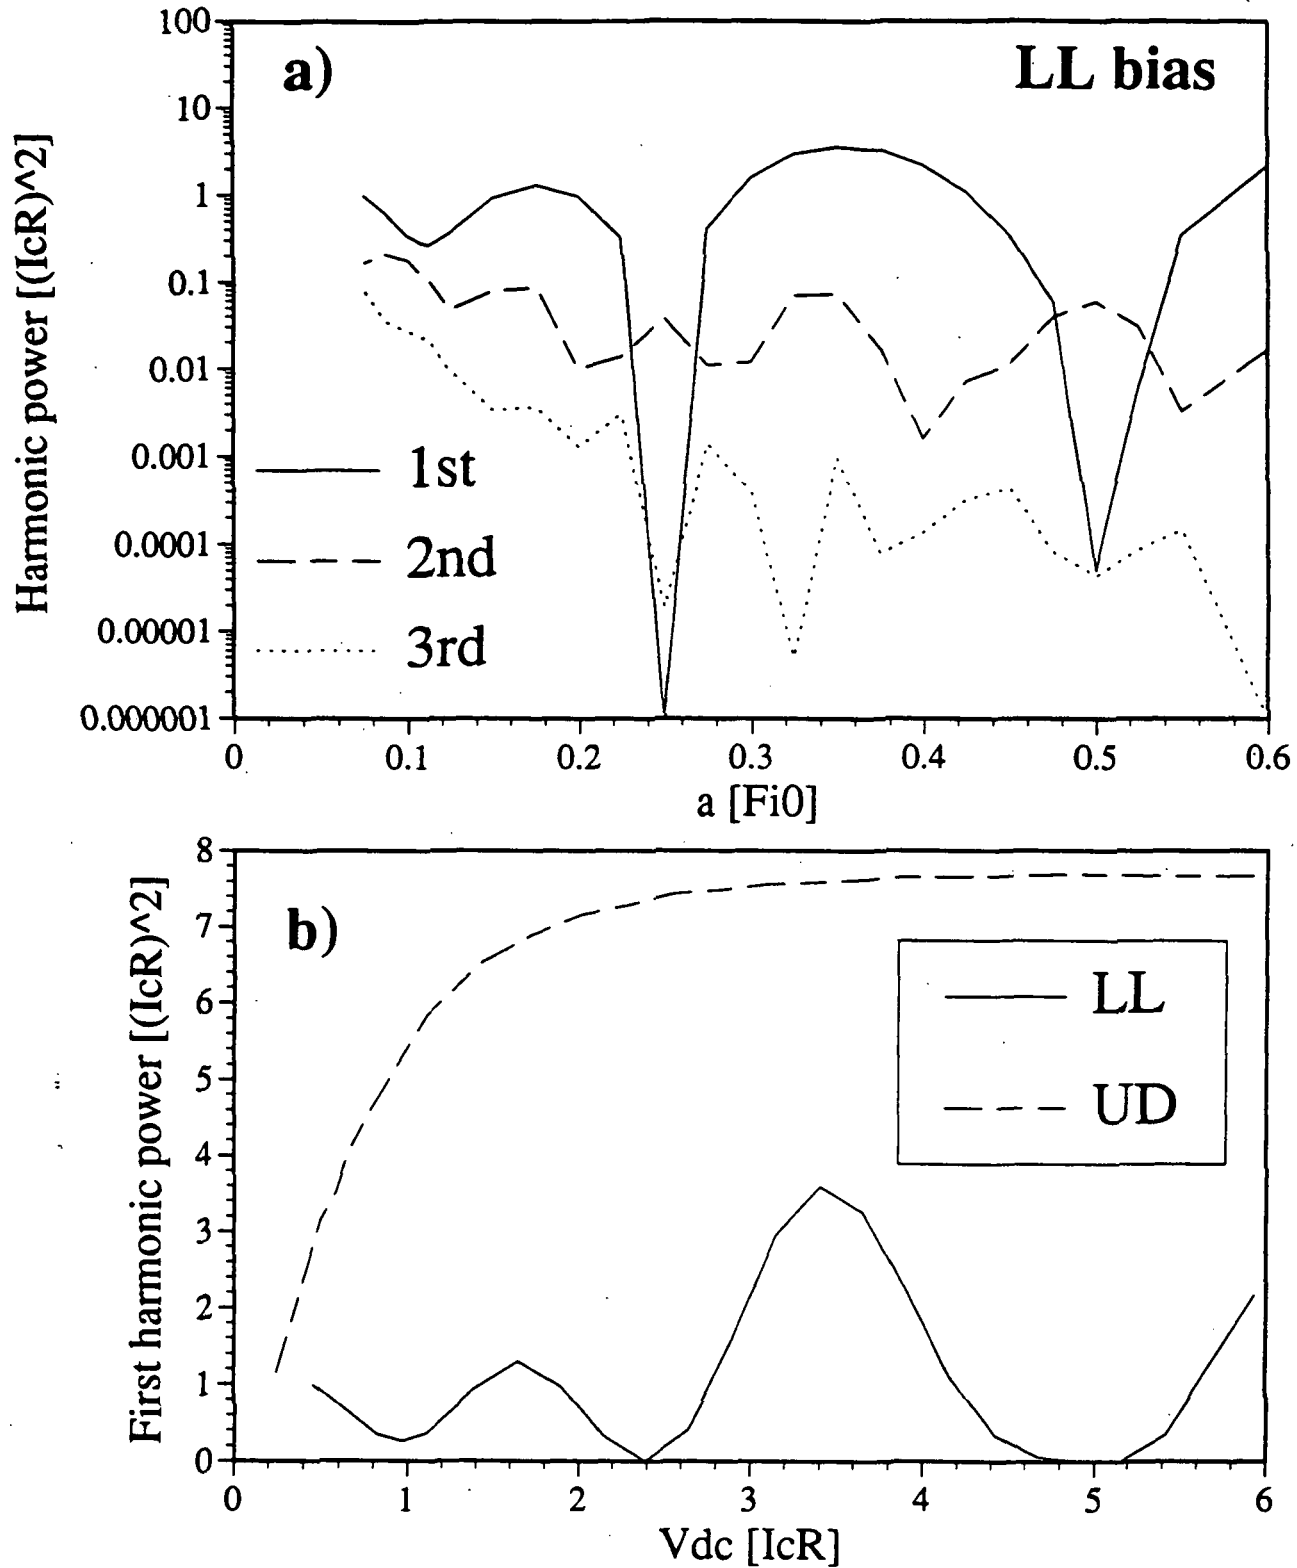 a)
LL bias
Harmonic power [(IcR)^2]
100
10
1
0.1
0.01
0.001
0.0001
0.00001
0.000001
1st
2nd
3rd
0 0.1 0.2 0.3 0.4 0.5 0.6
a [Fi0]
b)
First harmonic power [(IcR)^2]
8
7
6
5
4
3
2
1
0
LL
UD
0 1 2 3 4 5 6
Vdc [IcR]